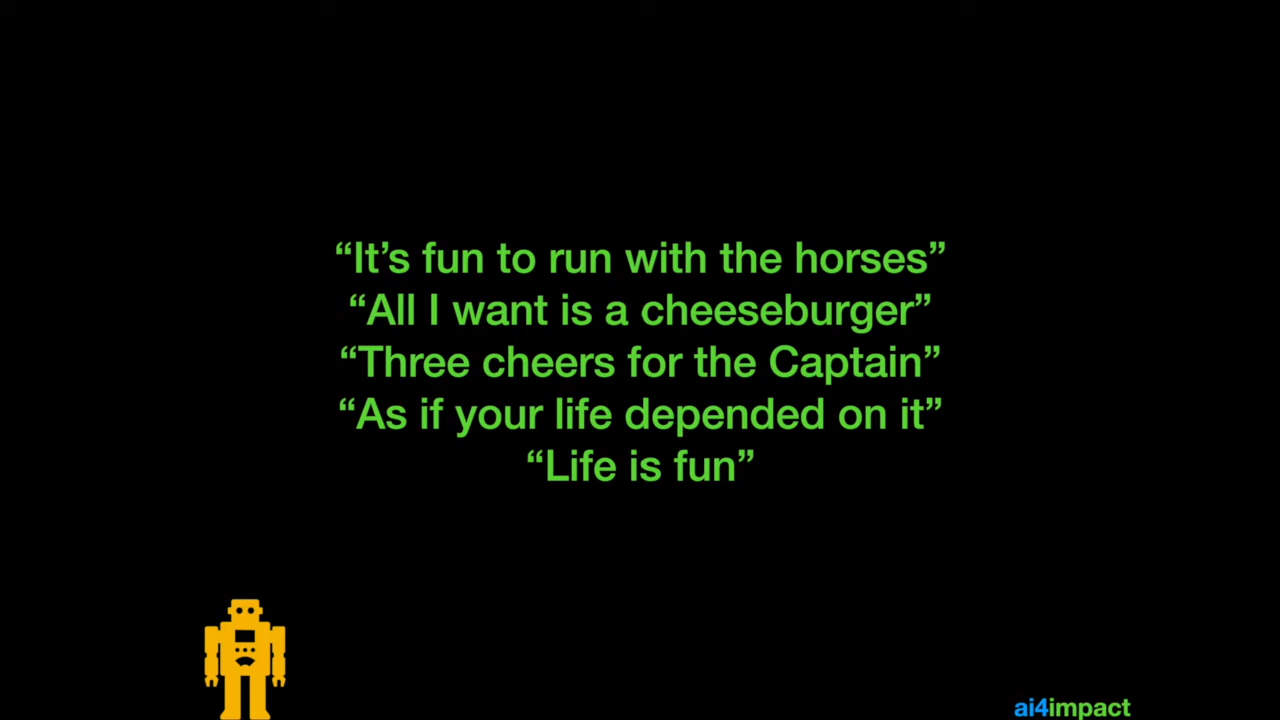 “It’s fun to run with the horses”
“All I want is a cheeseburger”
“Three cheers for the Captain”
“As if your life depended on it”
“Life is fun”
ai4impact